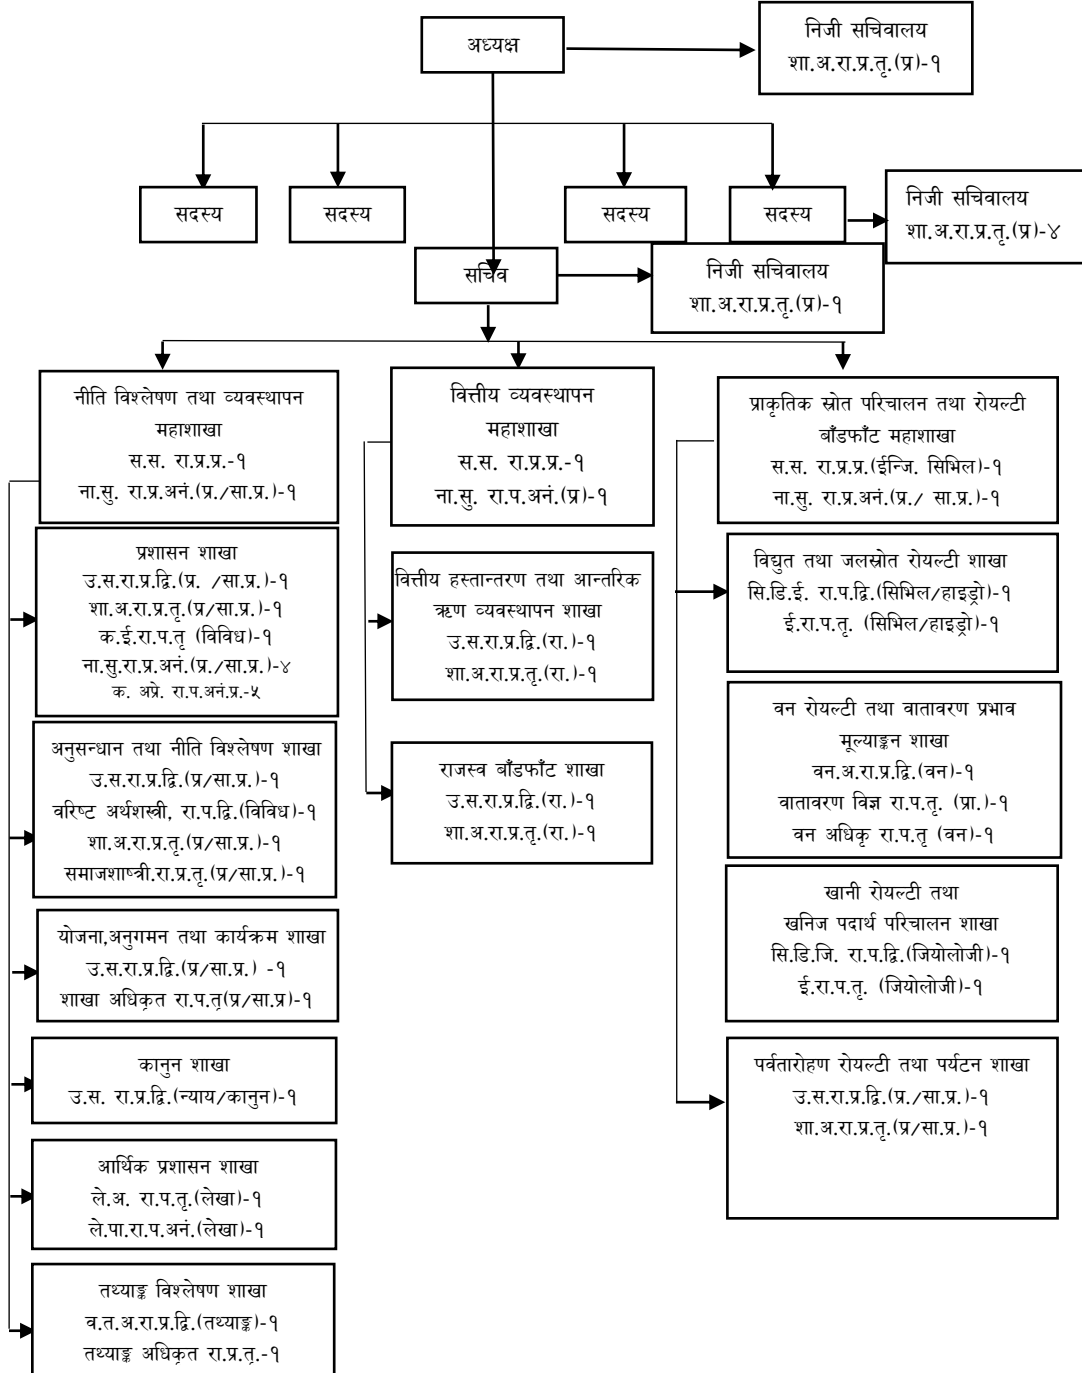 अध्यक्ष
निजी सचिवालय
शा.अ.रा.प्र.तृ.(प्र)-१
सदस्य
सदस्य
सदस्य
सदस्य
निजी सचिवालय
शा.अ.रा.प्र.तृ.(प्र)-४
सचिव
निजी सचिवालय
शा.अ.रा.प्र.तृ.(प्र)-१
नीति विश्लेषण तथा व्यवस्थापन
महाशाखा
स.स. रा.प्र.प्र.-१
ना.सु. रा.प्र.अनं.(प्र./सा.प्र.)-१
प्रशासन शाखा
उ.स.रा.प्र.द्वि.(प्र. /सा.प्र.)-१
शा.अ.रा.प्र.तृ.(प्र/सा.प्र.)-१
क.ई.रा.प.तृ (विविध)-१
ना.सु.रा.प्र.अनं.(प्र./सा.प्र.)-४
क. अप्रे. रा.प.अनं.प्र.-५
अनुसन्धान तथा नीति विश्लेषण शाखा
उ.स.रा.प्र.द्वि.(प्र/सा.प्र.)-१
वरिष्ट अर्थशस्त्री, रा.प.द्वि.(विविध)-१
शा.अ.रा.प्र.तृ.(प्र/सा.प्र.)-१
समाजशाष्त्री.रा.प्र.तृ.(प्र/सा.प्र.)-१
योजना,अनुगमन तथा कार्यक्रम शाखा
उ.स.रा.प्र.द्वि.(प्र/सा.प्र.) -१
शाखा अधिकृत रा.प.तृ(प्र/सा.प्र)-१
कानुन शाखा
उ.स. रा.प्र.द्वि.(न्याय/कानुन)-१
आर्थिक प्रशासन शाखा
ले.अ. रा.प.तृ.(लेखा)-१
ले.पा.रा.प.अनं.(लेखा)-१
तथ्याङ्क विश्लेषण शाखा
व.त.अ.रा.प्र.द्वि.(तथ्याङ्क)-१
तथ्याङ्क अधिकृत रा.प्र.तृ.-१
वित्तीय व्यवस्थापन
महाशाखा
स.स. रा.प्र.प्र.-१
ना.सु. रा.प.अनं.(प्र)-१
वित्तीय हस्तान्तरण तथा आन्तरिक
ऋण व्यवस्थापन शाखा
उ.स.रा.प्र.द्वि.(रा.)-१
शा.अ.रा.प्र.तृ.(रा.)-१
राजस्व बाँडफाँट शाखा
उ.स.रा.प्र.द्वि.(रा.)-१
शा.अ.रा.प्र.तृ.(रा.)-१
प्राकृतिक स्रोत परिचालन तथा रोयल्टी
बाँडफाँट महाशाखा
स.स. रा.प्र.प्र.(ईन्जि. सिभिल)-१
ना.सु. रा.प्र.अनं.(प्र./ सा.प्र.)-१
विद्युत तथा जलस्रोत रोयल्टी शाखा
सि.डि.ई. रा.प.द्वि.(सिभिल/हाइड्रो)-१
ई.रा.प.तृ. (सिभिल/हाइड्रो)-१
वन रोयल्टी तथा वातावरण प्रभाव
मूल्याङ्कन शाखा
वन.अ.रा.प्र.द्वि.(वन)-१
वातावरण विज्ञ रा.प.तृ. (प्रा.)-१
वन अधिकृ रा.प.तृ (वन)-१
खानी रोयल्टी तथा
खनिज पदार्थ परिचालन शाखा
सि.डि.जि. रा.प.द्वि.(जियोलोजी)-१
ई.रा.प.तृ. (जियोलोजी)-१
पर्वतारोहण रोयल्टी तथा पर्यटन शाखा
उ.स.रा.प्र.द्वि.(प्र./सा.प्र.)-१
शा.अ.रा.प्र.तृ.(प्र/सा.प्र.)-१